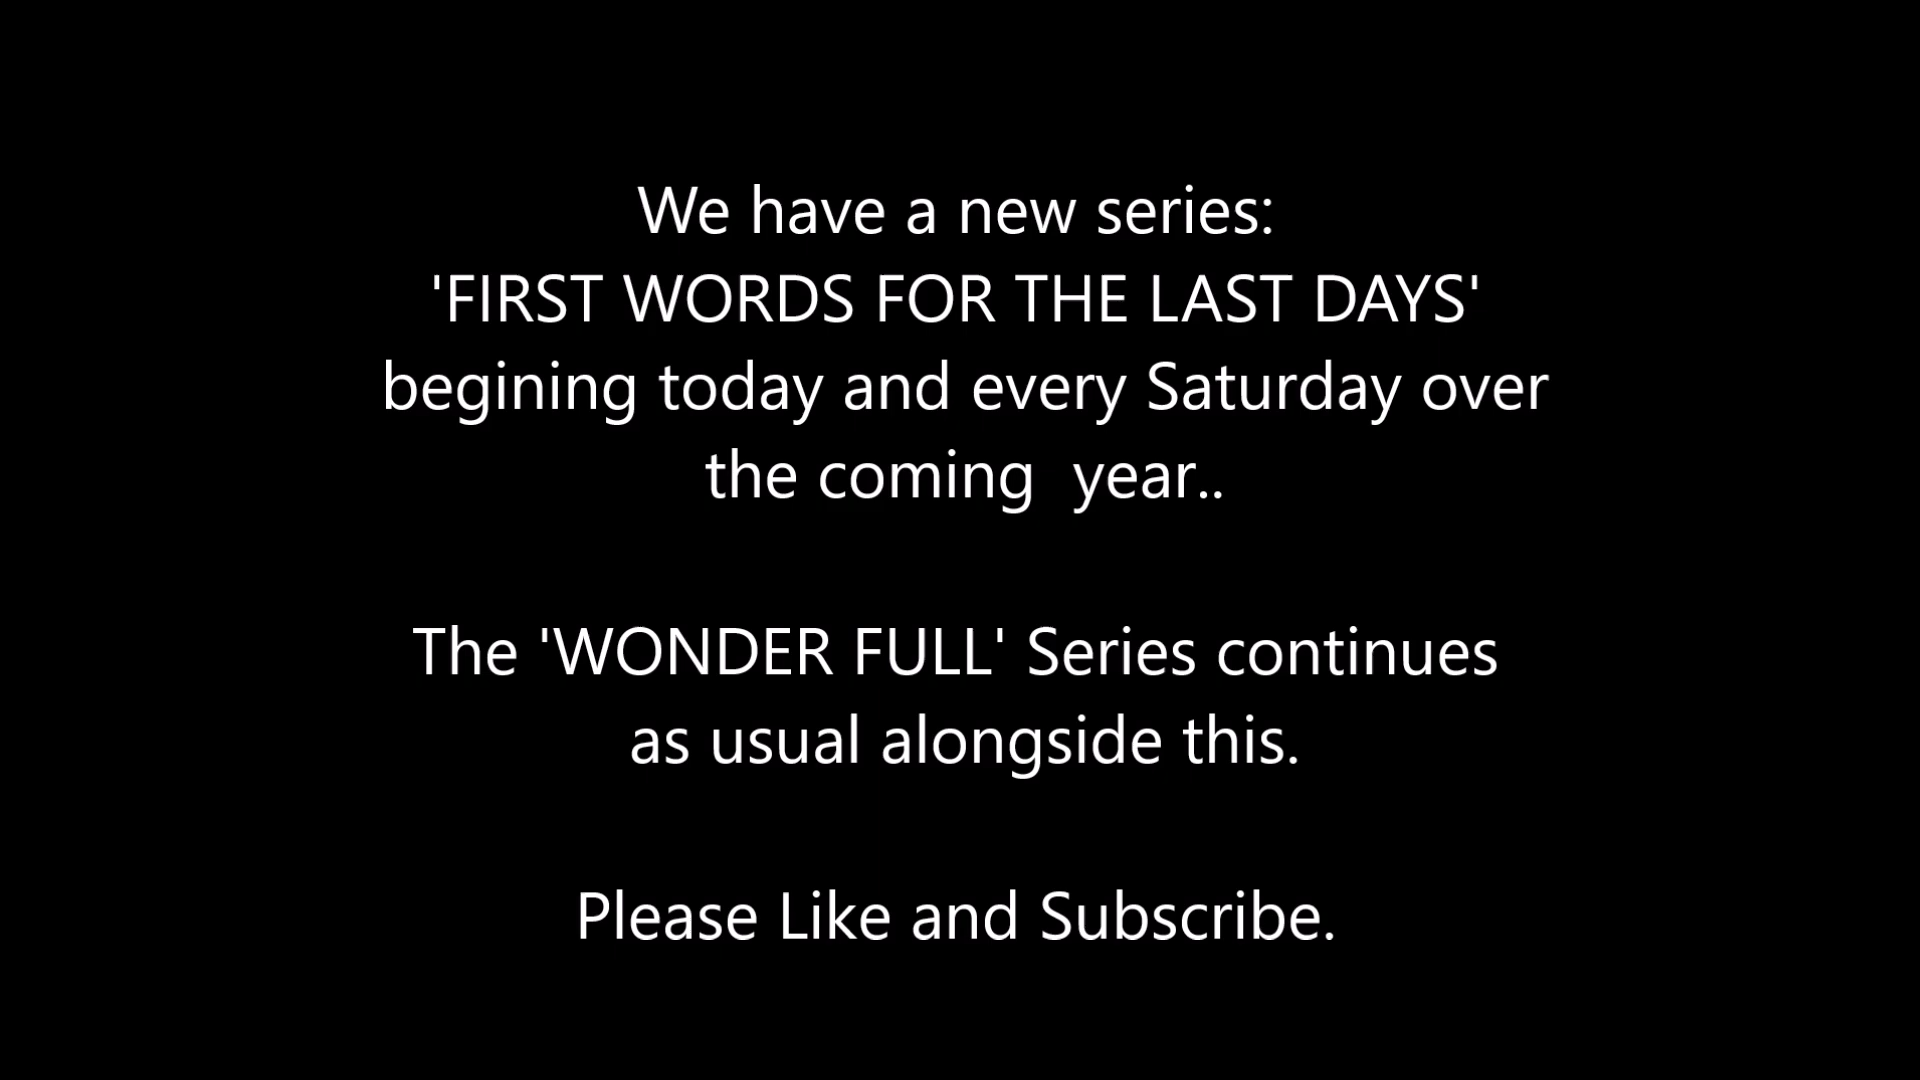 We have a new series:
'FIRST WORDS FOR THE LAST DAYS'
begining today and every Saturday over
the coming  year..
The 'WONDER FULL' Series continues
as usual alongside this.
Please Like and Subscribe.